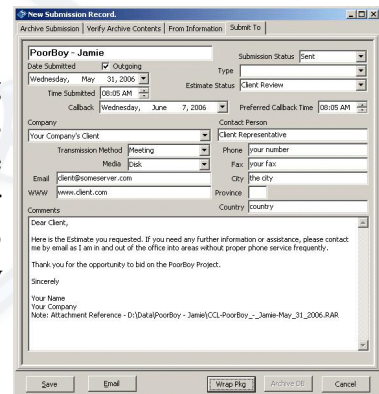 New Submission Record.
Archive Submission Verify Archive Contents From Information Submit To
PoorBoy - Jamie
Submission Status Sent
Date Submitted Outgoing
Type
Wednesday, May 31, 2006
Estimate Status Client Review
Time Submitted 08:05 AM
Callback Wednesday, June 7, 2006 Preferred Callback Time 08:05 AM
Company Contact Person
Your Company's Client Client Representative
Transmission Method Meeting Phone your number
Media Disk Fax your fax
Email client@someserver.com City the city
WWW www.client.com Province
Country country
Comments
Dear Client,
Here is the Estimate you requested. If you need any further information or assistance, please contact
me by email as I am in and out of the office into areas without proper phone service frequently.
Thank you for the opportunity to bid on the PoorBoy Project.
Sincerely
Your Name
Your Company
Note: Attachment Reference - D:\Data\PoorBoy - Jamie\CCL-PoorBoy_-_Jamie-May_31_2006.RAR
Save Email Wrap Pkg Archive DB Cancel